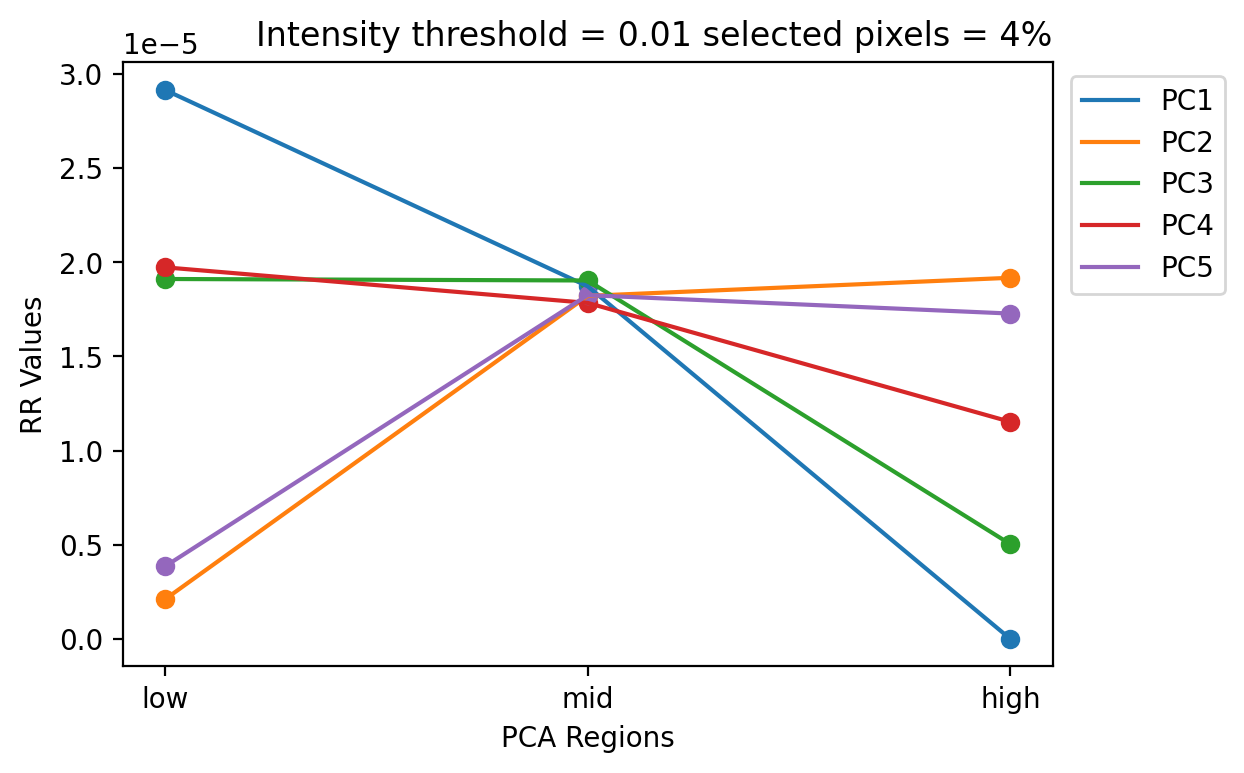 Intensity threshold = 0.01 selected pixels = 4%
1e−5
3.0
2.5
2.0
1.5
1.0
0.5
0.0
RR Values
low
mid
high
PCA Regions
PC1
PC2
PC3
PC4
PC5